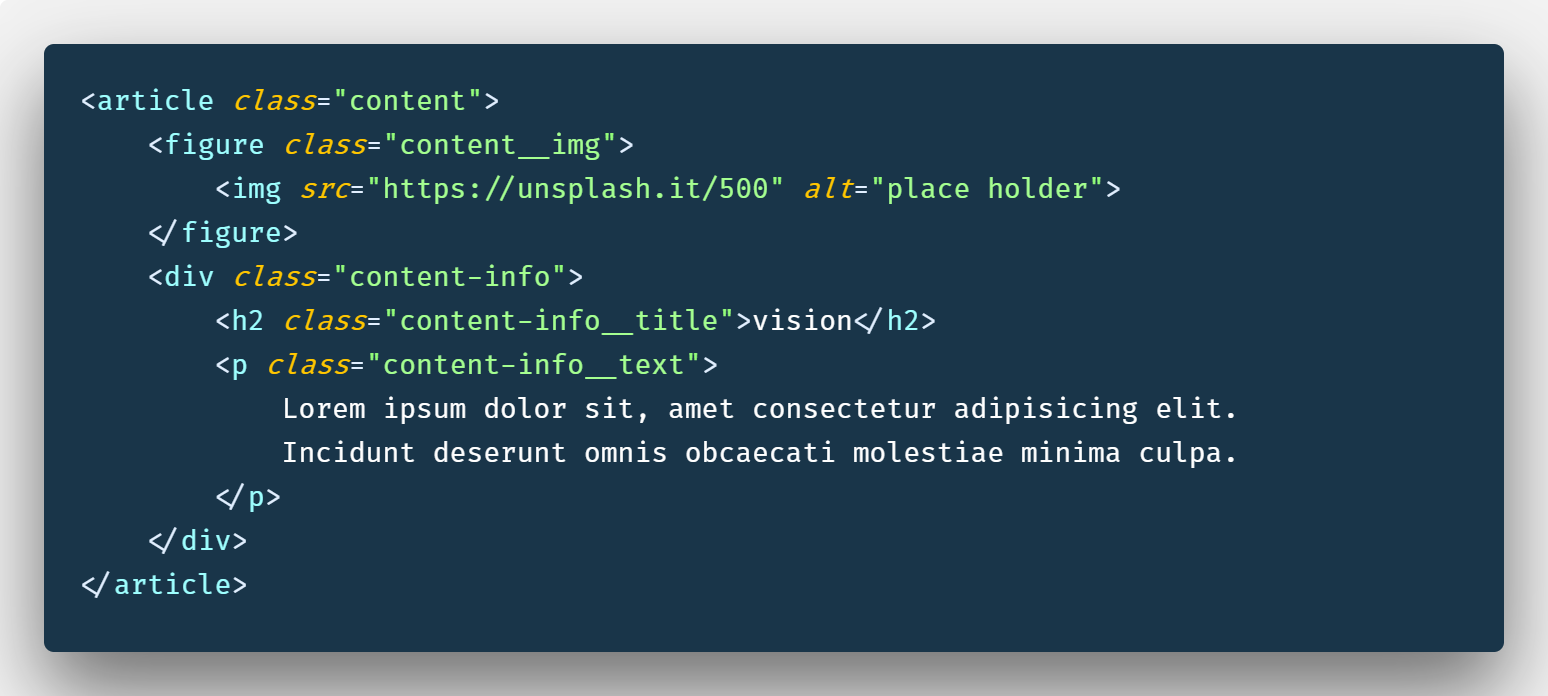 <article class="content">
    <figure class="content__img">
        <img src="https://unsplash.it/500" alt="place holder">
    </figure>
    <div class="content-info">
        <h2 class="content-info__title">vision</h2>
        <p class="content-info__text">
            Lorem ipsum dolor sit, amet consectetur adipisicing elit.
            Incidunt deserunt omnis obcaecati molestiae minima culpa.
        </p>
    </div>
</article>